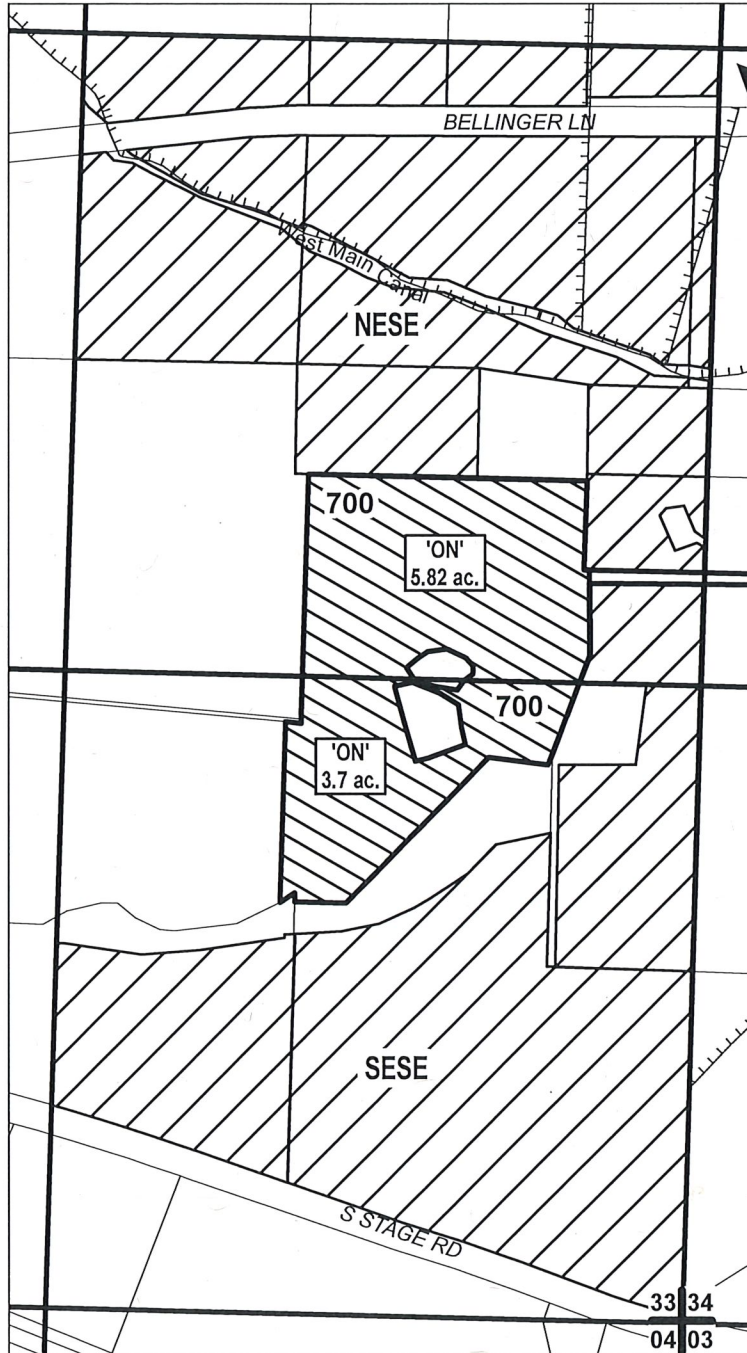 BELLINGER LN
West Main Canal
NESE
700
'ON'
5.82 ac.
700
'ON'
3.7 ac.
SESE
S STAGE RD
33 34
04 03